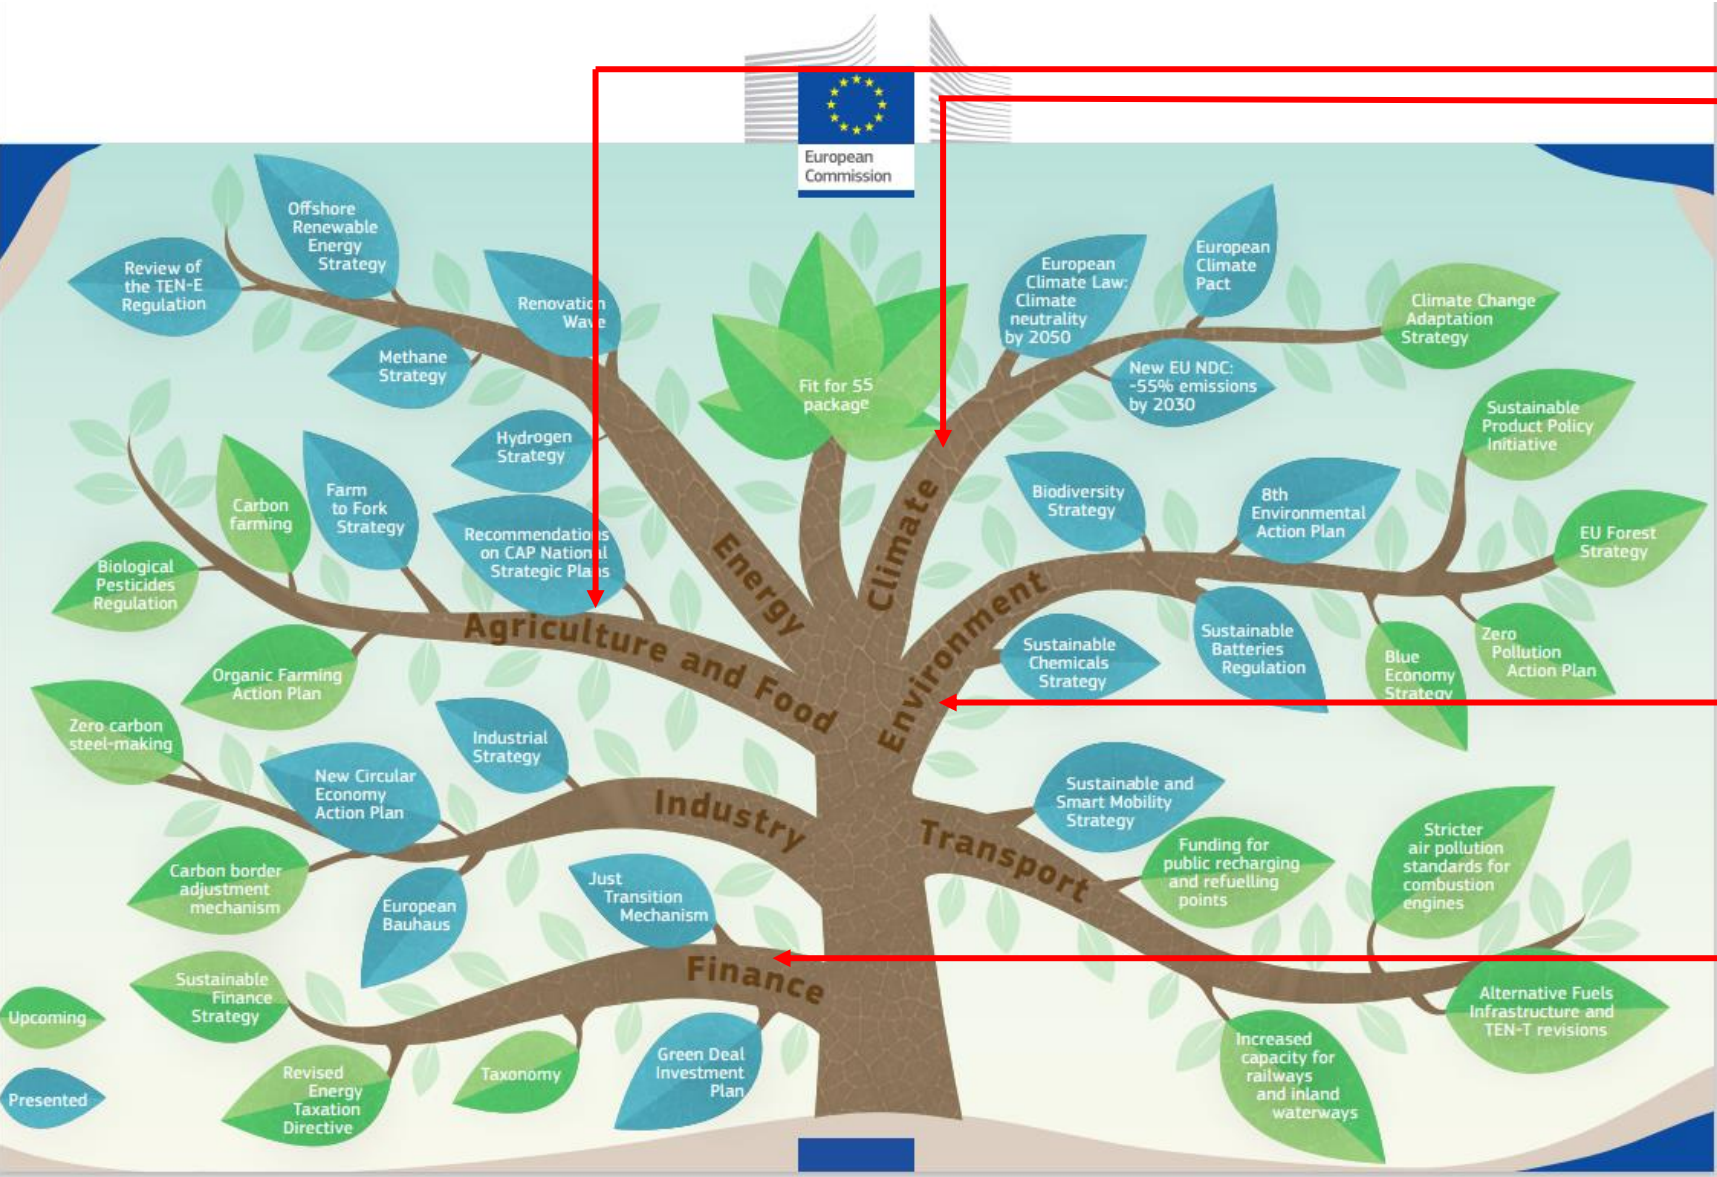 European
Commission
Offshore
Renewable
Energy
Strategy
Review of
the TEN-E
Regulation
Renovation
Wave
Methane
Strategy
Hydrogen
Strategy
Energy
Fit for 55
package
European
Climate Law:
Climate
neutrality
by 2050
European
Climate
Pact
Climate Change
Adaptation
Strategy
New EU NDC:
-55% emissions
by 2030
Climate
Carbon
farming
Farm
to Fork
Strategy
Recommendations
on CAP National
Strategic Plans
Biological
Pesticides
Regulation
Organic Farming
Action Plan
Agriculture and Food
Biodiversity
Strategy
8th
Environmental
Action Plan
Sustainable
Product Policy
Initiative
EU Forest
Strategy
Sustainable
Chemicals
Strategy
Sustainable
Batteries
Regulation
Blue
Economy
Strategy
Zero
Pollution
Action Plan
Environment
Zero carbon
steel-making
New Circular
Economy
Action Plan
Industrial
Strategy
Carbon border
adjustment
mechanism
European
Bauhaus
Industry
Sustainable and
Smart Mobility
Strategy
Funding for
public recharging
and refuelling
points
Stricter
air pollution
standards for
combustion
engines
Alternative Fuels
Infrastructure and
TEN-T revisions
Increased
capacity for
railways
and inland
waterways
Transport
Just
Transition
Mechanism
Sustainable
Finance
Strategy
Revised
Energy
Taxation
Directive
Taxonomy
Green Deal
Investment
Plan
Finance
Upcoming
Presented